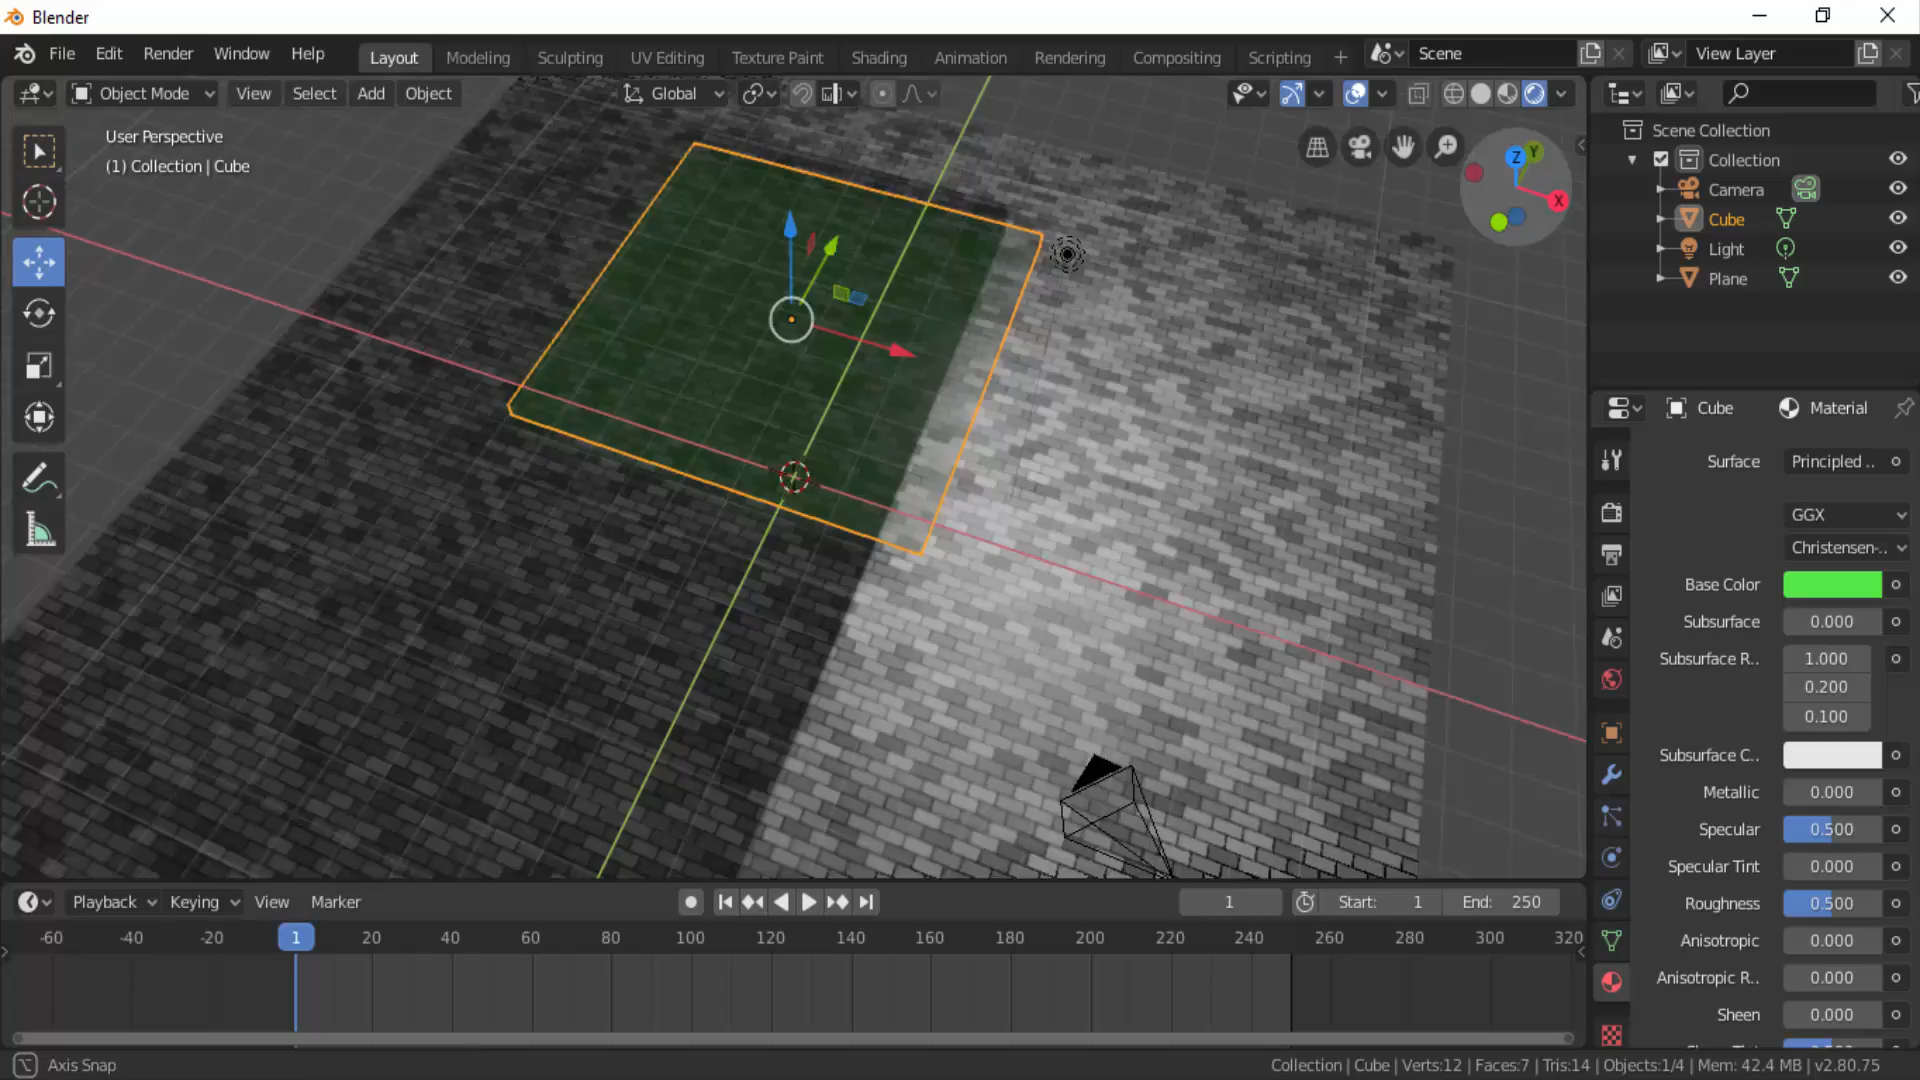 Blender
File Edit Render Window Help Layout Modeling Sculpting UV Editing Texture Paint Shading Animation Rendering Compositing Scripting + Scene View Layer
Object Mode View Select Add Object Global
User Perspective
(1) Collection | Cube
Z Y
X
Scene Collection
Collection
Camera
Cube
Light
Plane
Cube Material
Surface Principled ..
GGX
Christensen-..
Base Color
Subsurface 0.000
Subsurface R.. 1.000
0.200
0.100
Subsurface C..
Metallic 0.000
Specular 0.500
Specular Tint 0.000
Roughness 0.500
Anisotropic 0.000
Anisotropic R.. 0.000
Sheen 0.000
Playback Keying View Marker 1 Start: 1 End: 250
-60 -40 -20 1 20 40 60 80 100 120 140 160 180 200 220 240 260 280 300 320
Axis Snap
Collection | Cube | Verts:12 | Faces:7 | Tris:14 | Objects:1/4 | Mem: 42.4 MB | v2.80.75